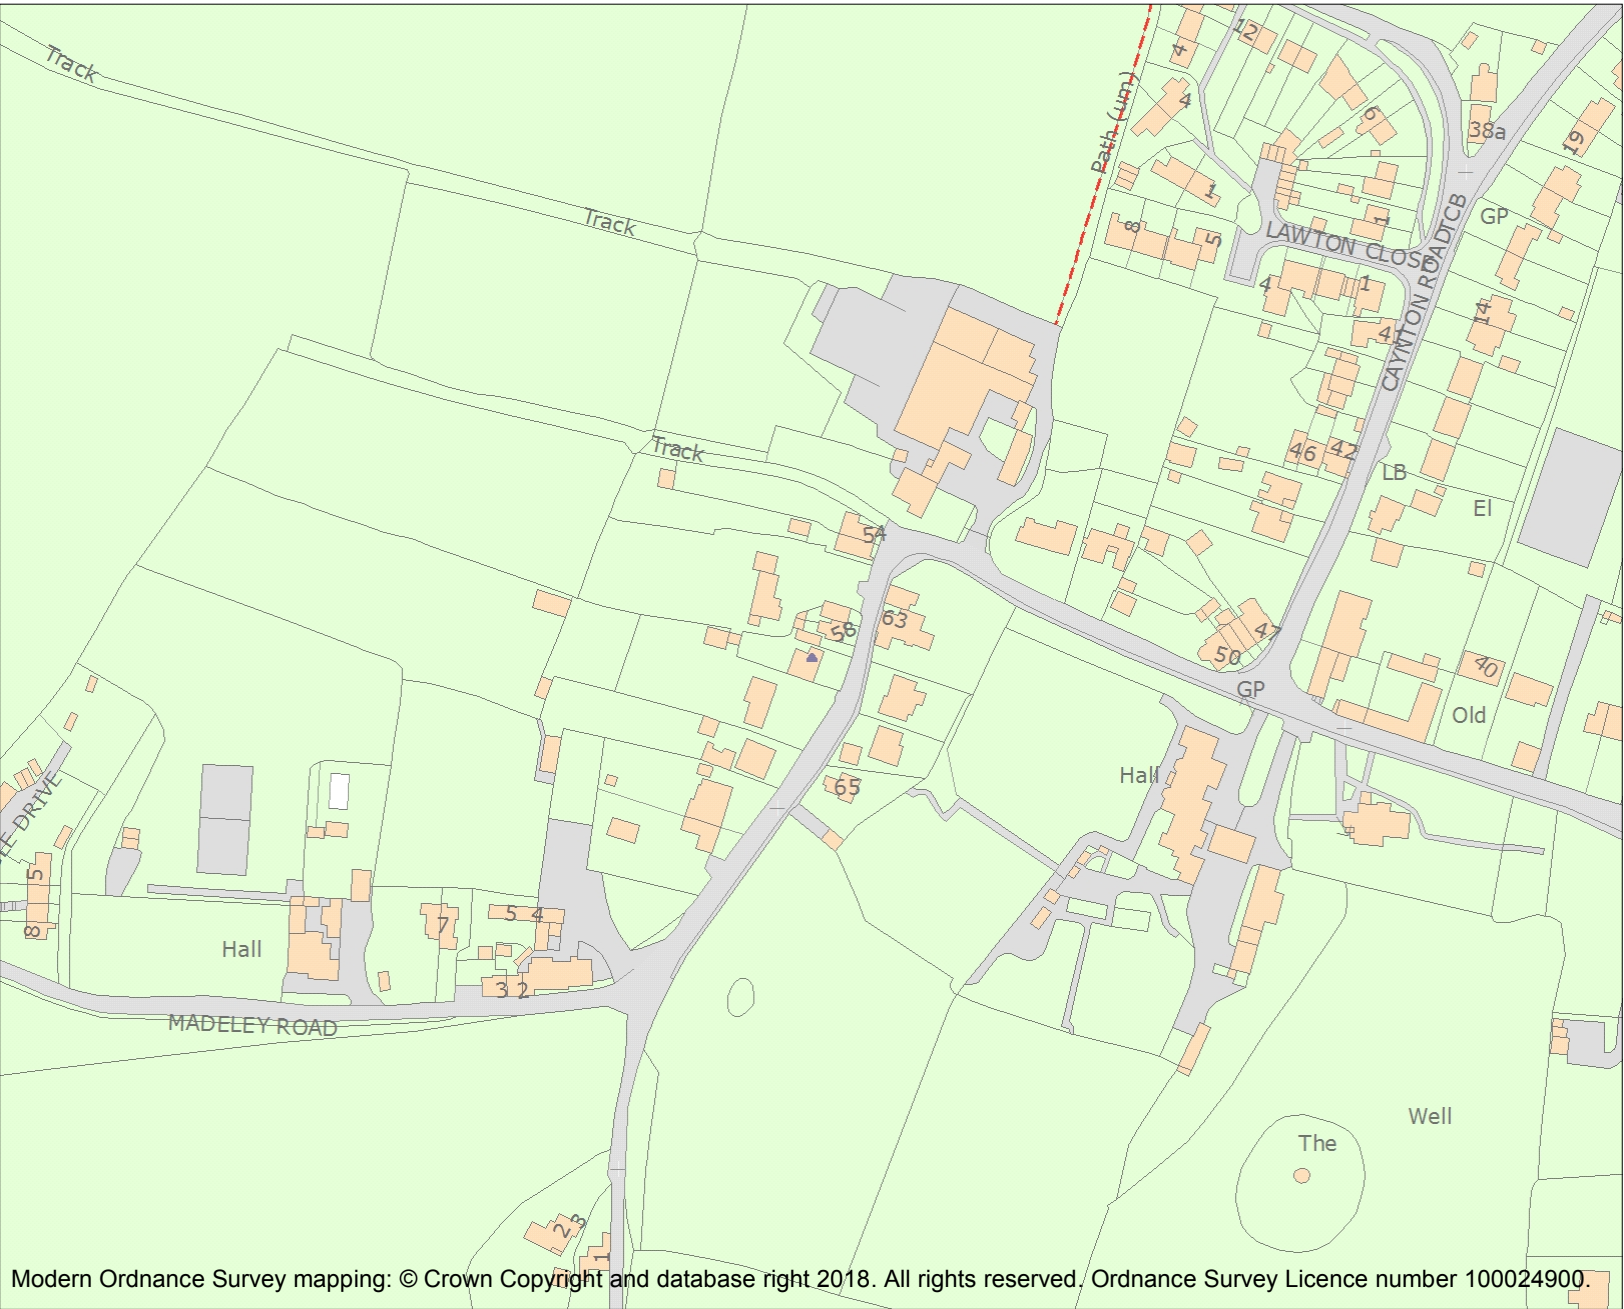 Track
12
4
Path (um)
4
6
38a
19
1
GP
TCB
8
5
1
LAWTON CLOSE
Track
4
1
14
41
CAYNTON ROAD
Track
46
42
LB
El
54
58
63
47
50
GP
40
Old
Hall
65
LE DRIVE
5
8
Hall
7
5 4
3 2
MADELEY ROAD
Well
The
2
3
1
Modern Ordnance Survey mapping: © Crown Copyright and database right 2018. All rights reserved. Ordnance Survey Licence number 100024900.